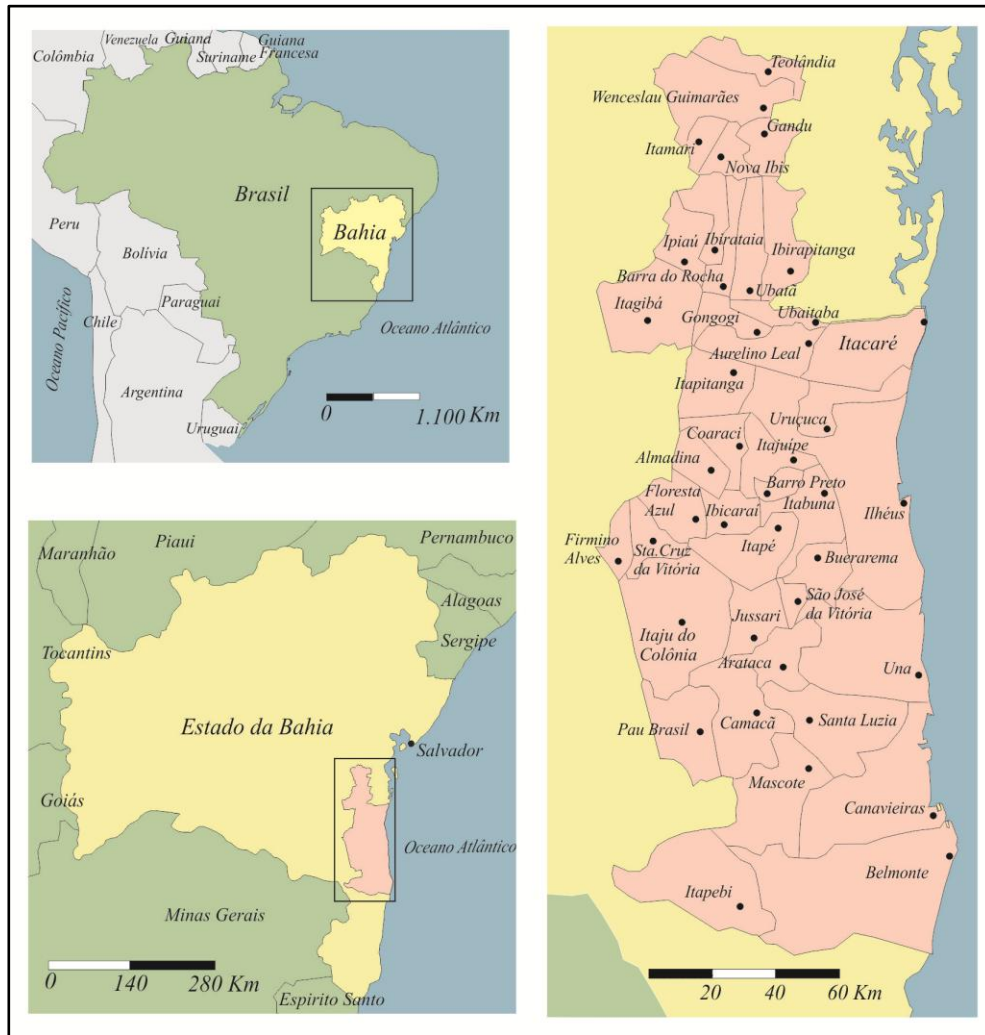 Venezuela
Guiana
Guiana
Francesa
Colômbia
Suriname
Brasil
Peru
Bahia
Bolívia
Paraguai
Chile
Oceano Pacífico
Oceano Atlântico
Argentina
Uruguai
0
1.100 Km
Maranhão
Piaui
Pernambuco
Alagoas
Sergipe
Tocantins
Estado da Bahia
Salvador
Goiás
Oceano Atlântico
Minas Gerais
0
140
280 Km
Espirito Santo
Teolândia
Wenceslau Guimarães
Gandu
Itamarí
Nova Ibis
Ipiaú
Ibirataia
Ibirapitanga
Barra do Rocha
Ubatã
Itagibá
Gongogi
Ubaitaba
Itacaré
Aurelino Leal
Itapitanga
Uruçuca
Coaraci
Itajuípe
Almadina
Barro Preto
Floresta
Azul
Ibicaraí
Itabuna
Ilhéus
Firmino
Alves
Sta. Cruz
da Vitória
Itapé
Buerarema
São José
da Vitória
Jussari
Itaju do
Colônia
Arataca
Una
Pau Brasil
Camacã
Santa Luzia
Mascote
Canavieiras
Belmonte
Itapebi
20
40
60 Km